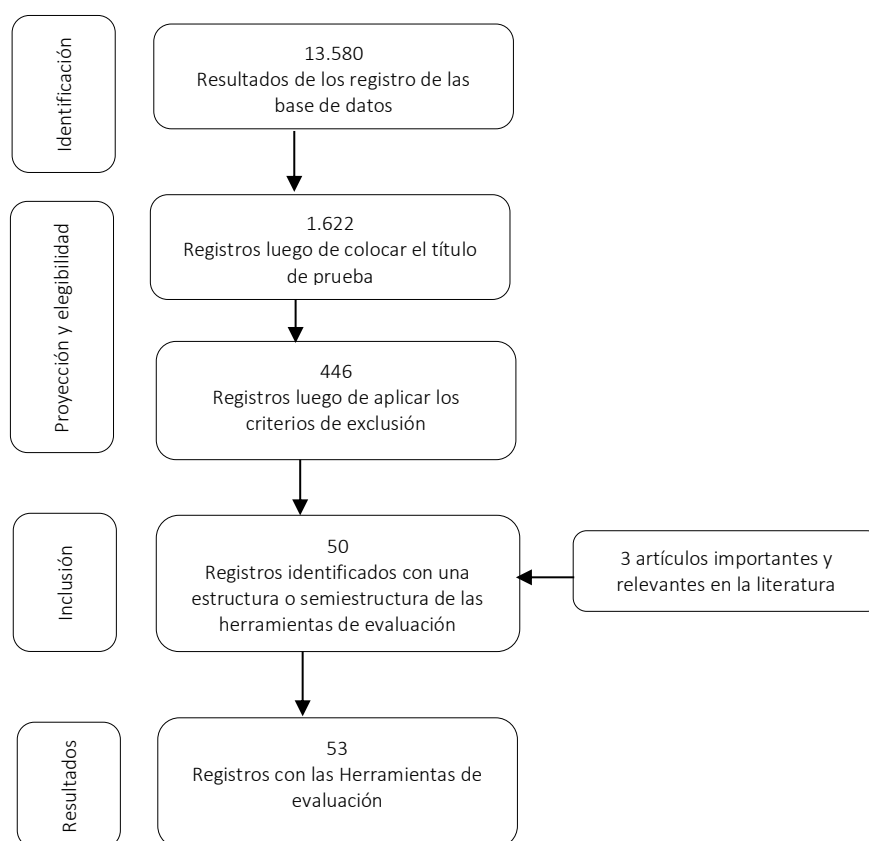 Identificación
13.580
Resultados de los registro de las
base de datos
Proyección y elegibilidad
1.622
Registros luego de colocar el título
de prueba
446
Registros luego de aplicar los
criterios de exclusión
Inclusión
50
Registros identificados con una
estructura o semiestructura de las
herramientas de evaluación
3 artículos importantes y
relevantes en la literatura
Resultados
53
Registros con las Herramientas de
evaluación